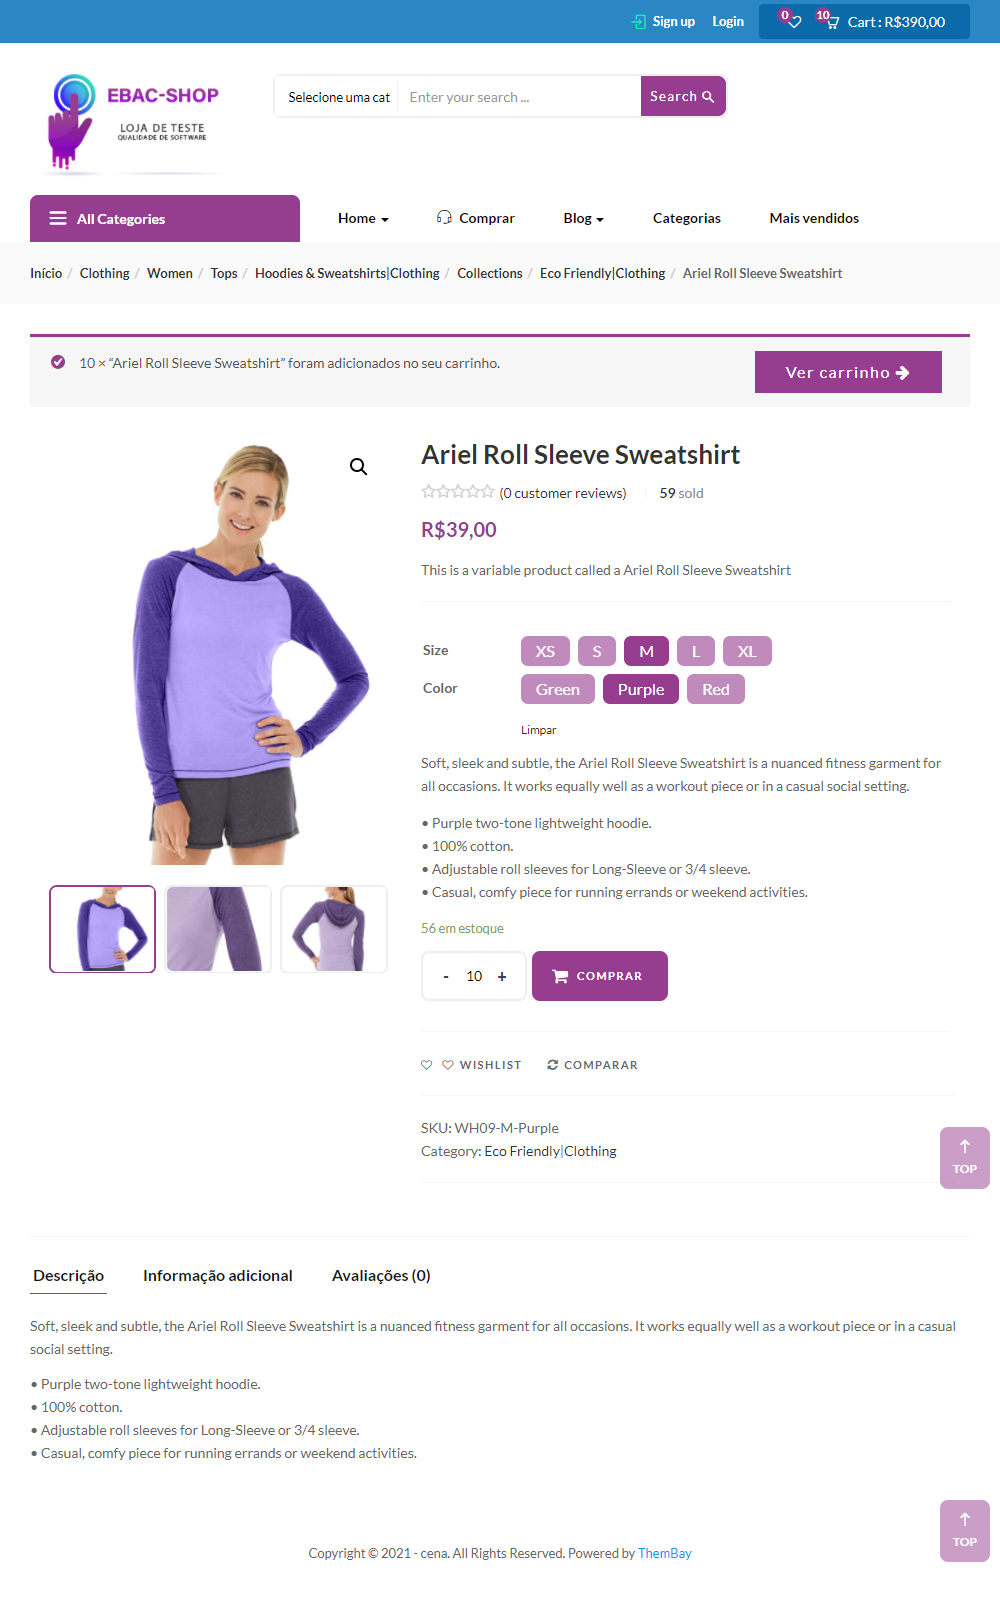 Sign up Login 0 10 Cart : R$390,00
EBAC-SHOP
LOJA DE TESTE
QUALIDADE DE SOFTWARE
Selecione uma cat Enter your search ... Search
All Categories Home Comprar Blog Categorias Mais vendidos
Início / Clothing / Women / Tops / Hoodies & Sweatshirts|Clothing / Collections / Eco Friendly|Clothing / Ariel Roll Sleeve Sweatshirt
10 × “Ariel Roll Sleeve Sweatshirt” foram adicionados no seu carrinho. Ver carrinho
Ariel Roll Sleeve Sweatshirt
(0 customer reviews) 59 sold
R$39,00
This is a variable product called a Ariel Roll Sleeve Sweatshirt
Size XS S M L XL
Color Green Purple Red
Limpar
Soft, sleek and subtle, the Ariel Roll Sleeve Sweatshirt is a nuanced fitness garment for
all occasions. It works equally well as a workout piece or in a casual social setting.
• Purple two-tone lightweight hoodie.
• 100% cotton.
• Adjustable roll sleeves for Long-Sleeve or 3/4 sleeve.
• Casual, comfy piece for running errands or weekend activities.
56 em estoque
- 10 + COMPRAR
WISHLIST COMPARAR
SKU: WH09-M-Purple
Category: Eco Friendly|Clothing
TOP
Descrição Informação adicional Avaliações (0)
Soft, sleek and subtle, the Ariel Roll Sleeve Sweatshirt is a nuanced fitness garment for all occasions. It works equally well as a workout piece or in a casual
social setting.
• Purple two-tone lightweight hoodie.
• 100% cotton.
• Adjustable roll sleeves for Long-Sleeve or 3/4 sleeve.
• Casual, comfy piece for running errands or weekend activities.
TOP
Copyright © 2021 - cena. All Rights Reserved. Powered by ThemBay